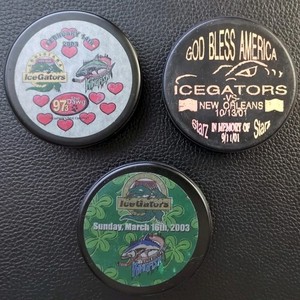 2003
IceGators
97.3
GOD BLESS AMERICA
ICEGATORS
-VS-
NEW ORLEANS
10/13/01
Starz IN MEMORY OF Starz
9/11/01
IceGators
Sunday, March 16th, 2003